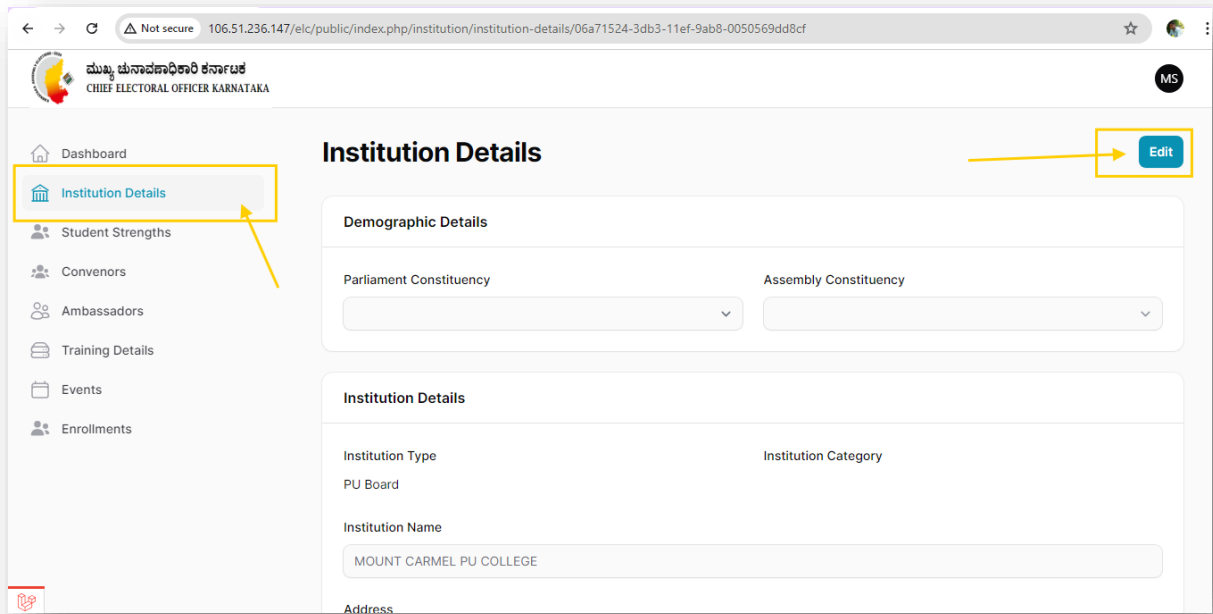 Not secure 106.51.236.147/elc/public/index.php/institution/institution-details/06a71524-3db3-11ef-9ab8-0050569dd8cf
ಮುಖ್ಯ ಚುನಾವಣಾಧಿಕಾರಿ ಕರ್ನಾಟಕ
CHIEF ELECTORAL OFFICER KARNATAKA
MS
Dashboard
Institution Details
Student Strengths
Convenors
Ambassadors
Training Details
Events
Enrollments
Institution Details
Edit
Demographic Details
Parliament Constituency
Assembly Constituency
Institution Details
Institution Type
Institution Category
PU Board
Institution Name
MOUNT CARMEL PU COLLEGE
Address